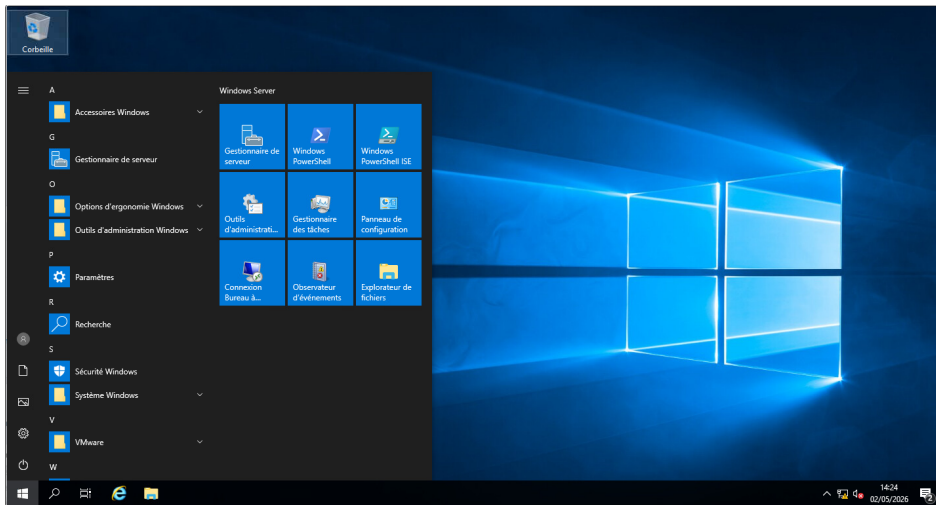 Corbeille
A
Accessoires Windows
G
Gestionnaire de serveur
O
Options d'ergonomie Windows
Outils d'administration Windows
P
Paramètres
R
Recherche
S
Sécurité Windows
Système Windows
V
VMware
W
Windows Server
Gestionnaire de
serveur
Windows
PowerShell
Windows
PowerShell ISE
Outils
d'administrati...
Gestionnaire
des tâches
Panneau de
configuration
Connexion
Bureau à...
Observateur
d'événements
Explorateur de
fichiers
14:24
02/05/2026
2